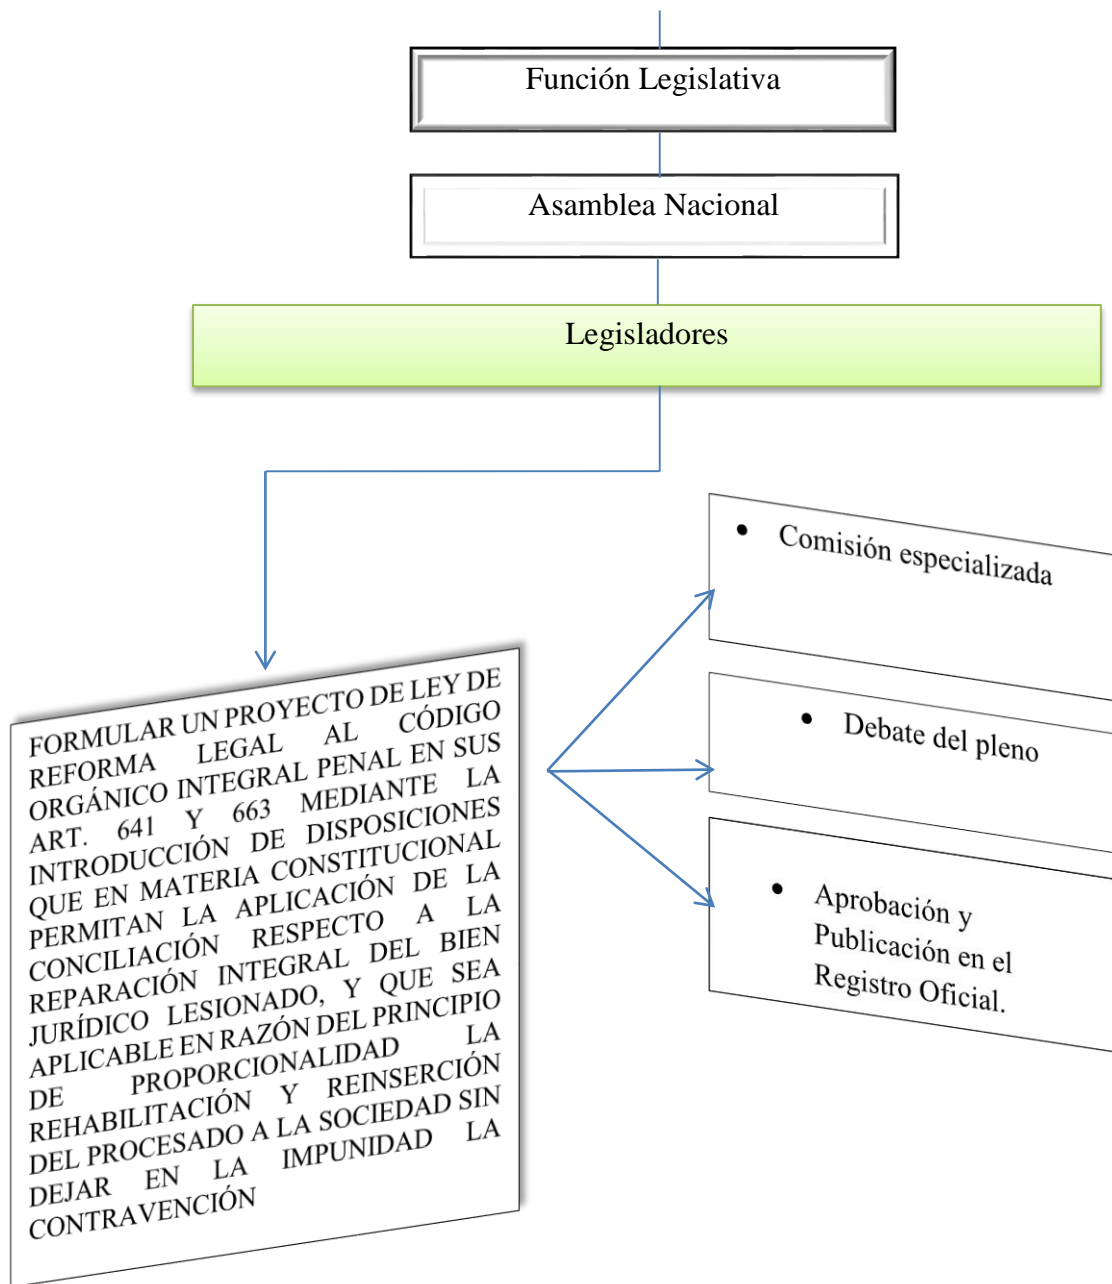 Función Legislativa
Asamblea Nacional
Legisladores
FORMULAR UN PROYECTO DE LEY DE
REFORMA LEGAL AL CÓDIGO
ORGÁNICO INTEGRAL PENAL EN SUS
ART. 641 Y 663 MEDIANTE LA
INTRODUCCIÓN DE DISPOSICIONES
QUE EN MATERIA CONSTITUCIONAL
PERMITAN LA APLICACIÓN DE LA
CONCILIACIÓN RESPECTO A LA
REPARACIÓN INTEGRAL DEL BIEN
JURÍDICO LESIONADO, Y QUE SEA
APLICABLE EN RAZÓN DEL PRINCIPIO
DE PROPORCIONALIDAD LA
REHABILITACIÓN Y REINSERCIÓN
DEL PROCESADO A LA SOCIEDAD SIN
DEJAR EN LA IMPUNIDAD LA
CONTRAVENCIÓN
• Comisión especializada
• Debate del pleno
• Aprobación y
Publicación en el
Registro Oficial.